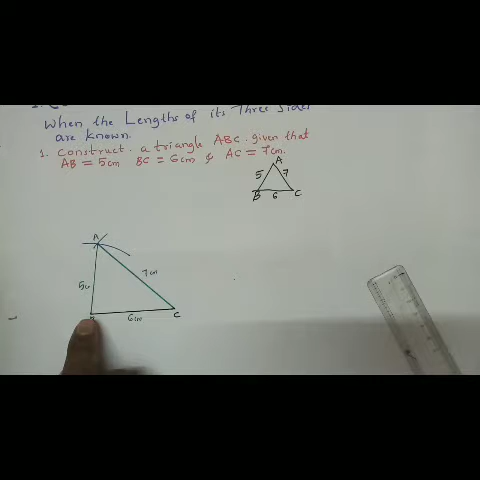 When the Lengths of its Three Sides
are known.
1. Construct a triangle ABC given that
AB = 5cm BC = 6cm & AC = 7cm.
A
5 7
B 6 C
A
7cm
5c
6cm C